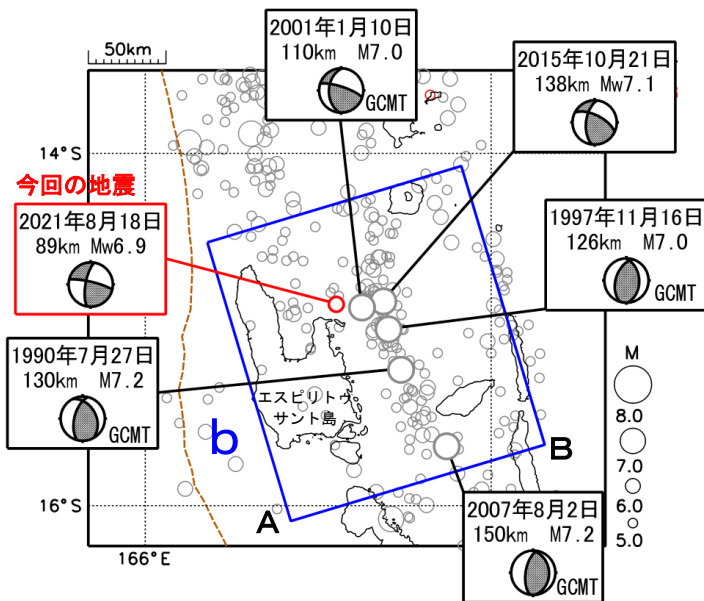 50km
2001年1月10日
110km M7.0
GCMT
2015年10月21日
138km Mw7.1
14°S
今回の地震
2021年8月18日
89km Mw6.9
1997年11月16日
126km M7.0
GCMT
1990年7月27日
130km M7.2
GCMT
エスピリトゥ
サント島
b
B
A
M
8.0
7.0
6.0
5.0
16°S
166°E
2007年8月2日
150km M7.2
GCMT